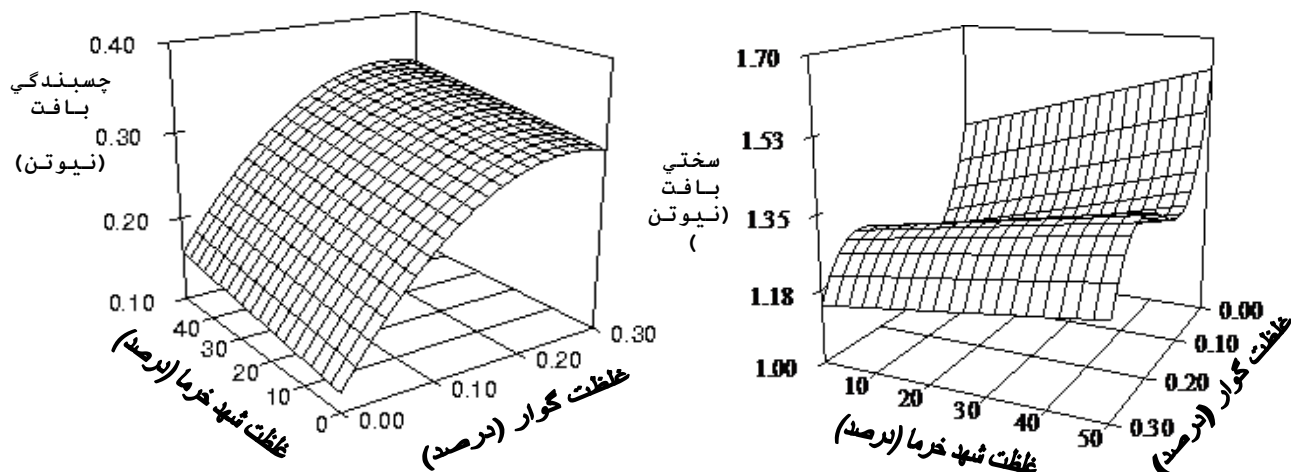 0.40
چسبندگي
بافت
(نيوتن)
0.30
0.20
0.10
40
30
20
10
0
0.00
0.10
0.20
0.30
غلظت شهد خرما (درصد)
غلظت گوار (درصد)
1.70
1.53
سختي
بافت
(نيوتن
)
1.35
1.18
1.00
10
20
30
40
50
0.30
0.20
0.10
0.00
غلظت شهد خرما (درصد)
غلظت گوار (درصد)